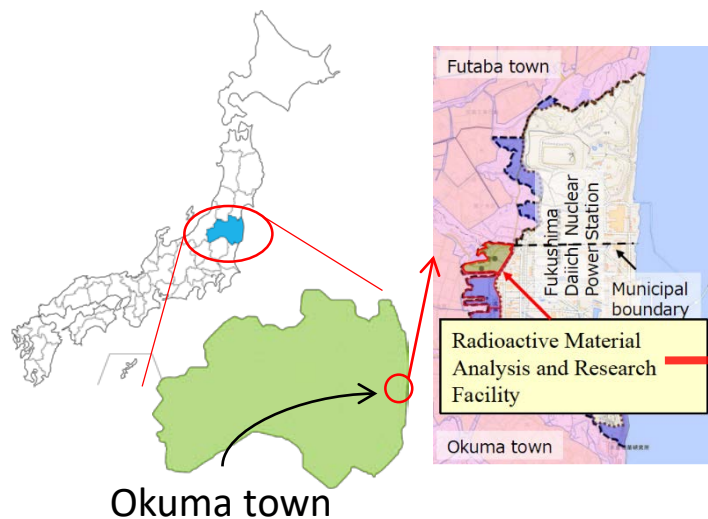 Futaba town
Fukushima
Daiichi Nuclear
Power Station
Municipal
boundary
Radioactive Material
Analysis and Research
Facility
Okuma town
Okuma town